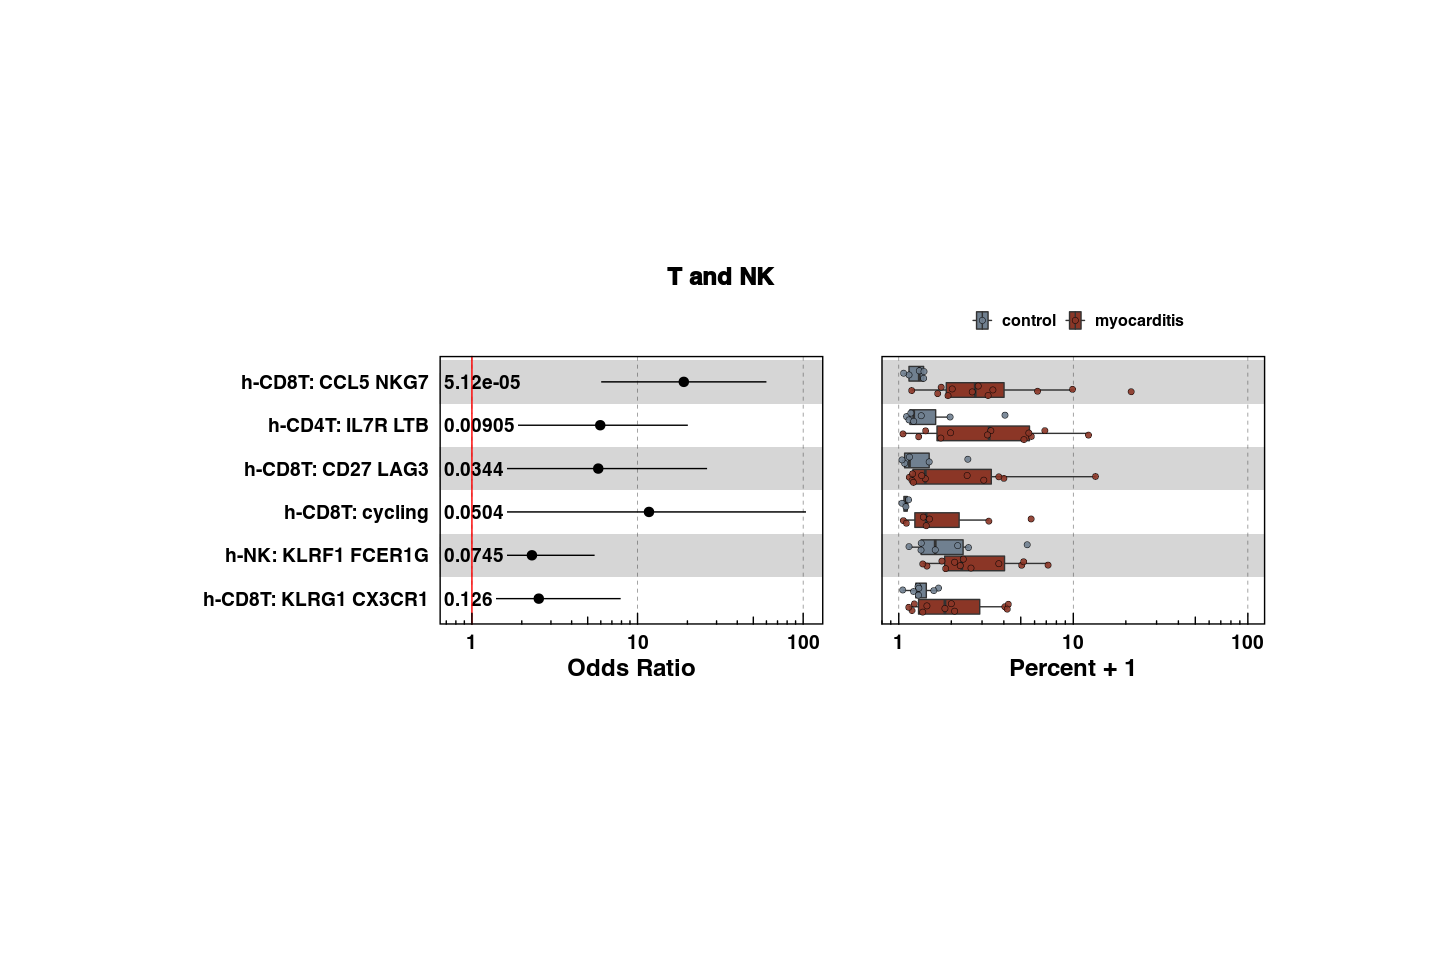 T and NK
control myocarditis
h-CD8T: CCL5 NKG7 5.12e-05
h-CD4T: IL7R LTB 0.00905
h-CD8T: CD27 LAG3 0.0344
h-CD8T: cycling 0.0504
h-NK: KLRF1 FCER1G 0.0745
h-CD8T: KLRG1 CX3CR1 0.126
1 10 100 1 10 100
Odds Ratio Percent + 1